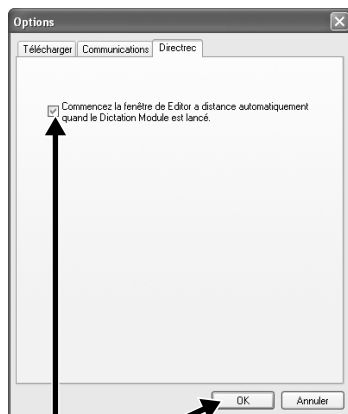 Options
Télécharger Communications Directrec
Commencez la fenêtre de Editor a distance automatiquement
quand le Dictation Module est lancé.
OK Annuler